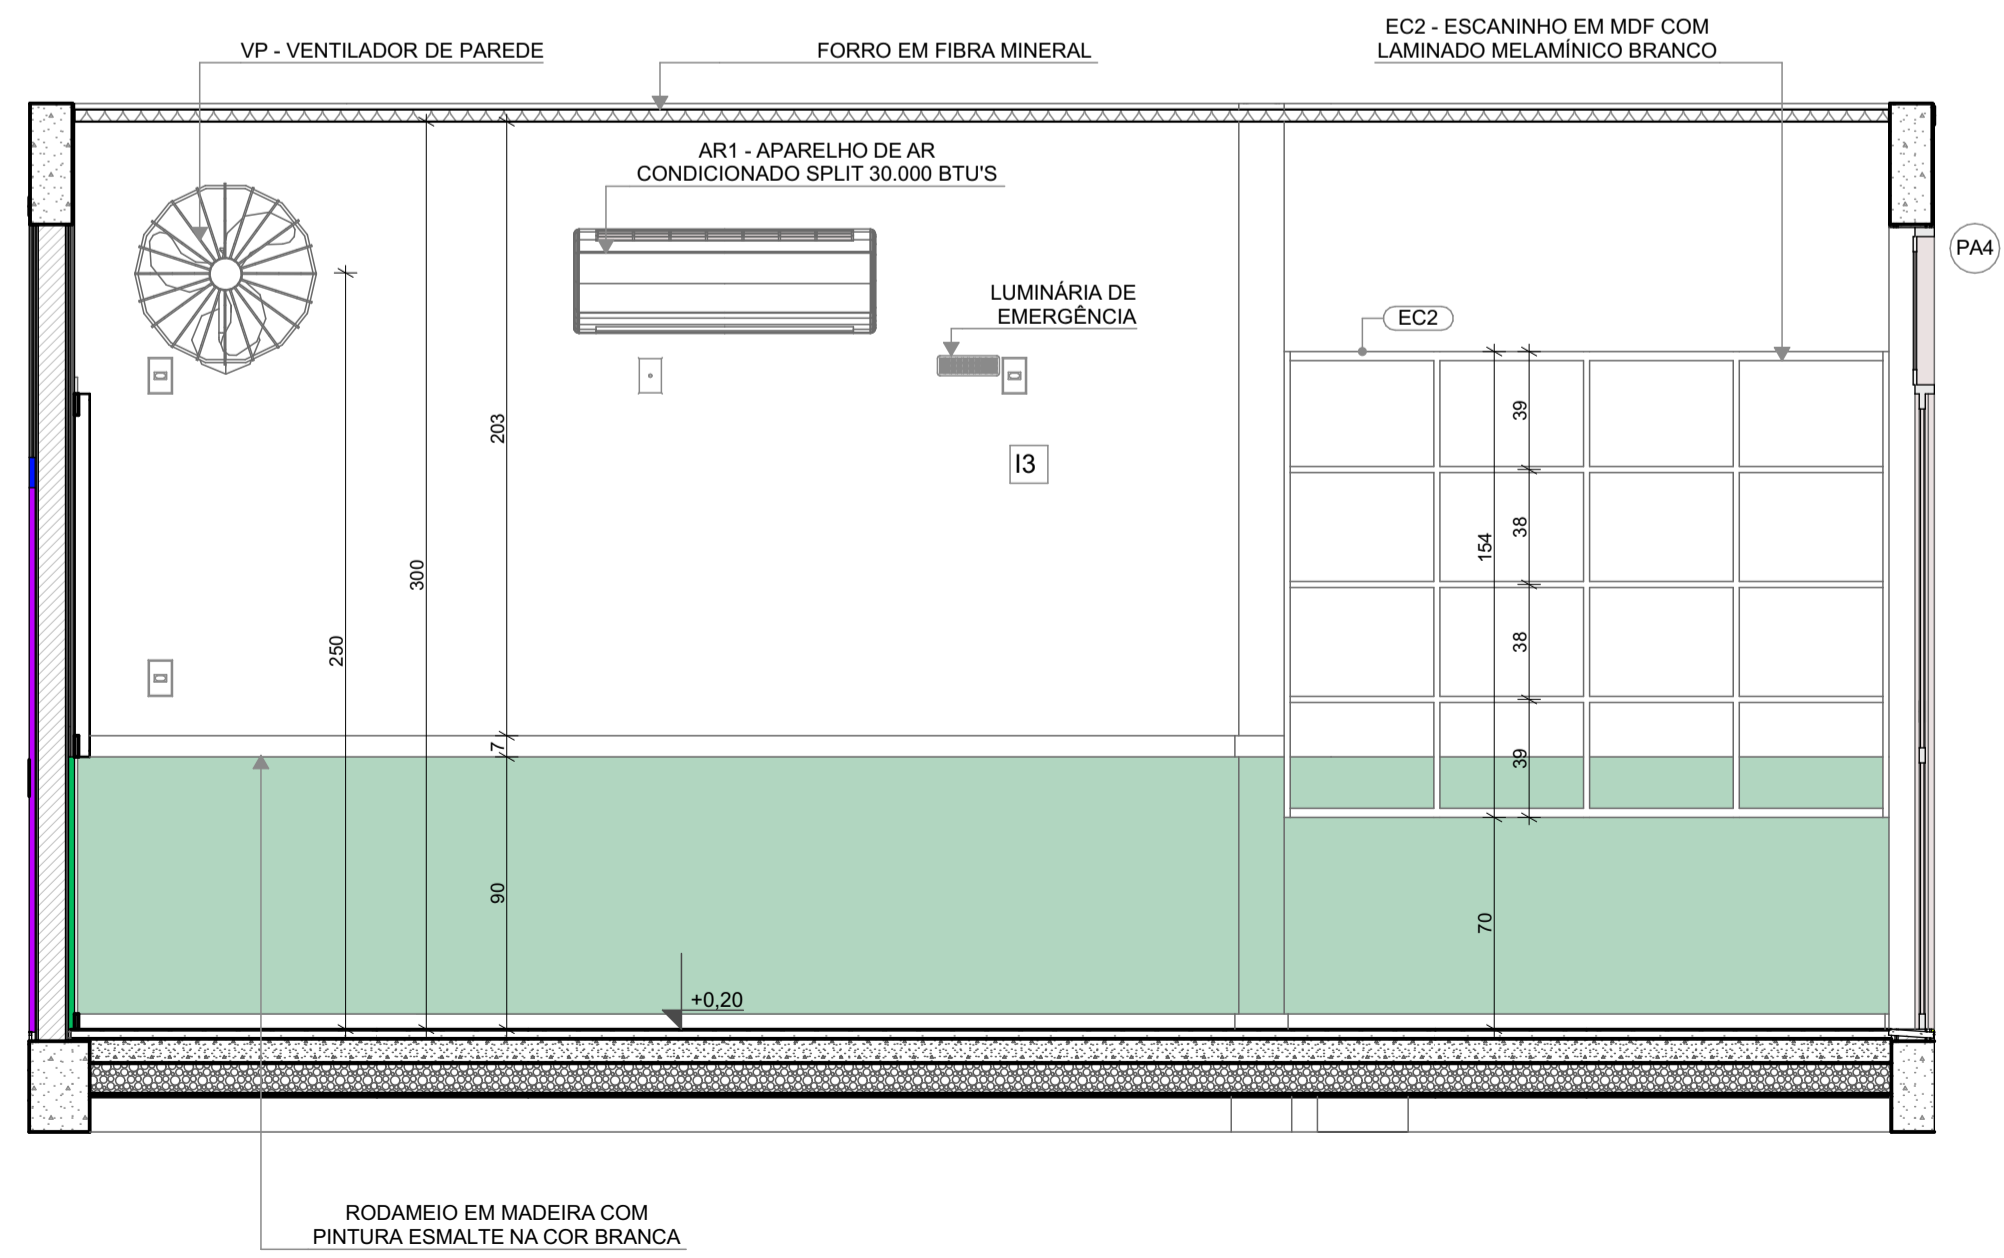 EC2 - ESCANINHO EM MDF COM
LAMINADO MELAMÍNICO BRANCO
VP - VENTILADOR DE PAREDE
FORRO EM FIBRA MINERAL
AR1 - APARELHO DE AR
CONDICIONADO SPLIT 30.000 BTU'S
PA4
LUMINÁRIA DE
EMERGÊNCIA
EC2
39
203
I3
38
154
300
38
250
7
39
90
70
+0,20
RODAMEIO EM MADEIRA COM
PINTURA ESMALTE NA COR BRANCA